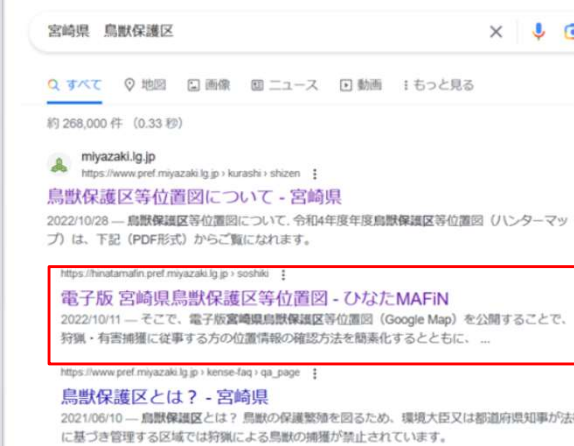 宮崎県 鳥獣保護区
すべて 地図 画像 ニュース 動画 もっと見る
約 268,000 件 (0.33 秒)
miyazaki.lg.jp
https://www.pref.miyazaki.lg.jp › kurashi › shizen
鳥獣保護区等位置図について - 宮崎県
2022/10/28 — 鳥獣保護区等位置図について. 令和4年度年度鳥獣保護区等位置図（ハンターマッ
プ）は、下記（PDF形式）からご覧になれます。
https://hinatamafin.pref.miyazaki.lg.jp › soshiki
電子版 宮崎県鳥獣保護区等位置図 - ひなたMAFiN
2022/10/11 — そこで、電子版宮崎県鳥獣保護区等位置図（Google Map）を公開することで、
狩猟・有害捕獲に従事する方の位置情報の確認方法を簡素化するとともに、 ...
https://www.pref.miyazaki.lg.jp › kense-faq › qa_page
鳥獣保護区とは？ - 宮崎県
2021/06/10 — 鳥獣保護区とは？ 鳥獣の保護繁殖を図るため、環境大臣又は都道府県知事が法
に基づき管理する区域では狩猟による鳥獣の捕獲が禁止されています。